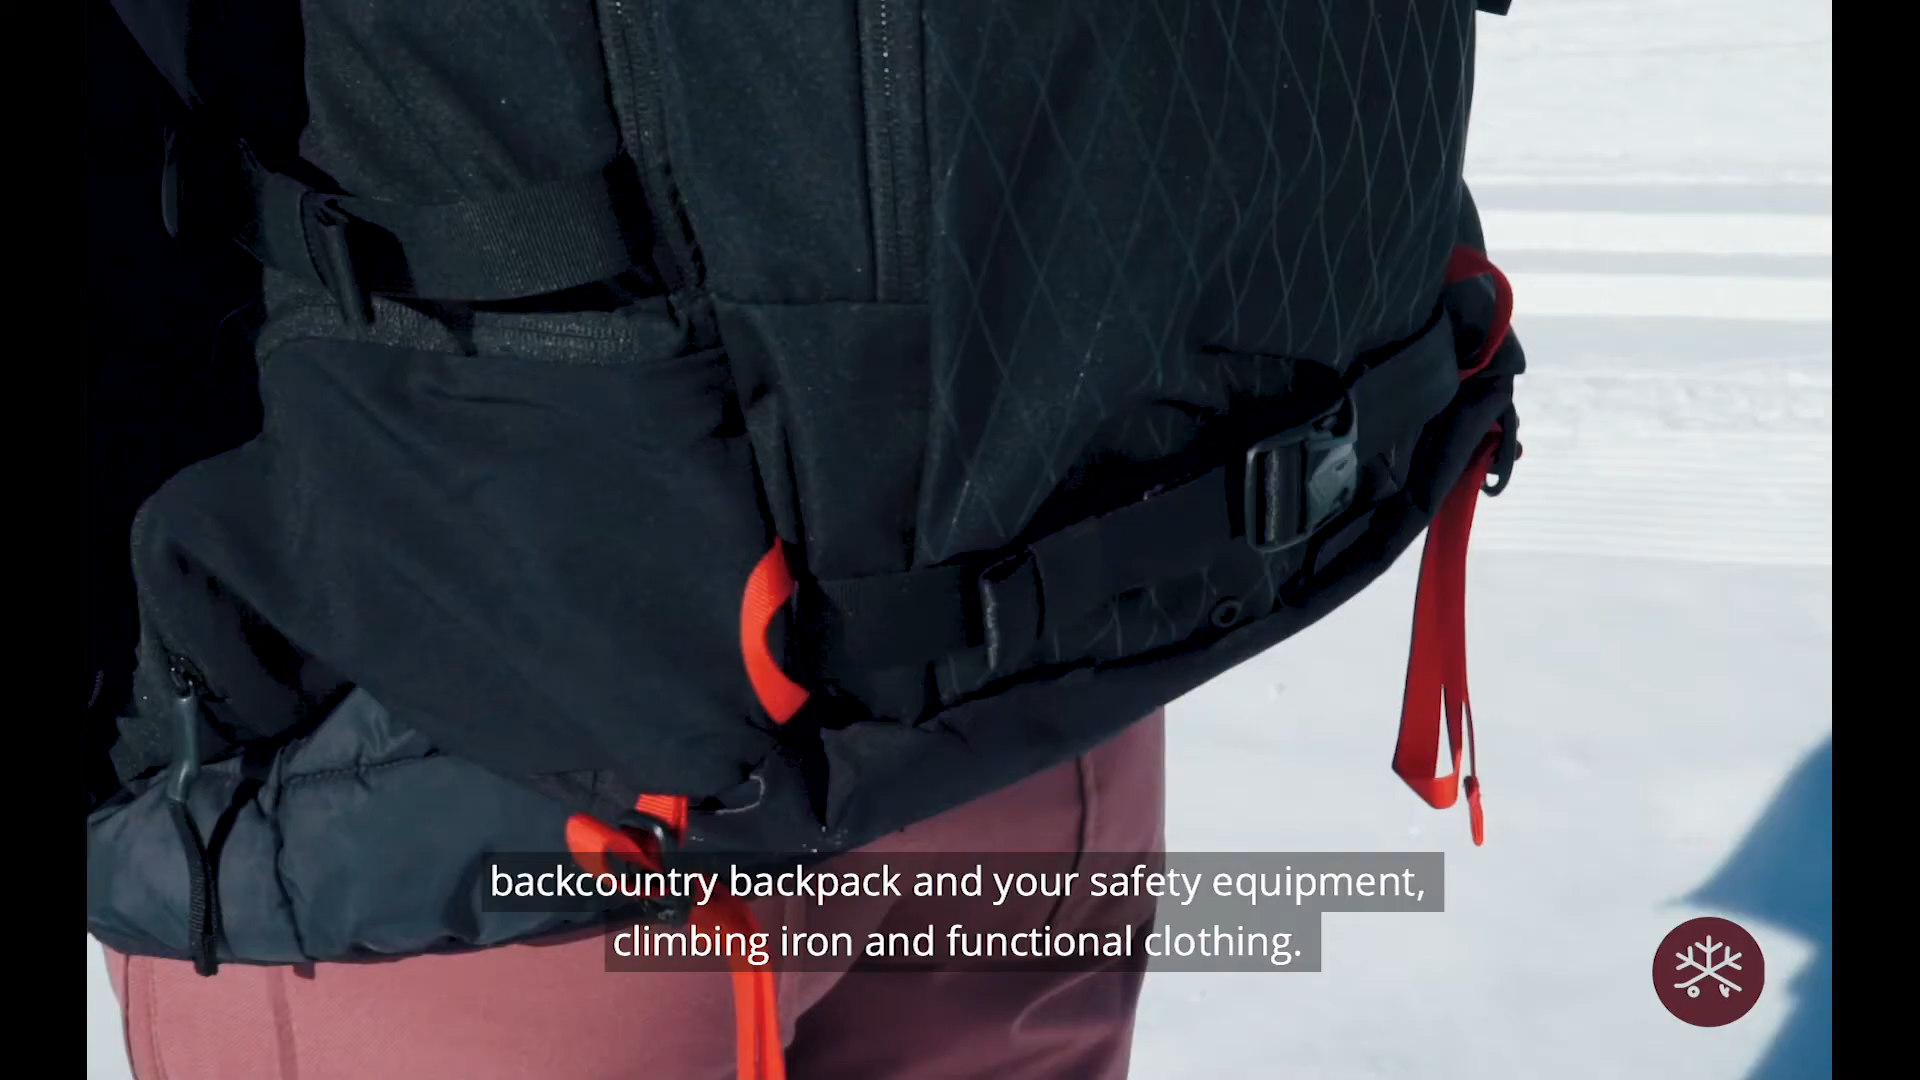 backcountry backpack and your safety equipment,
climbing iron and functional clothing.